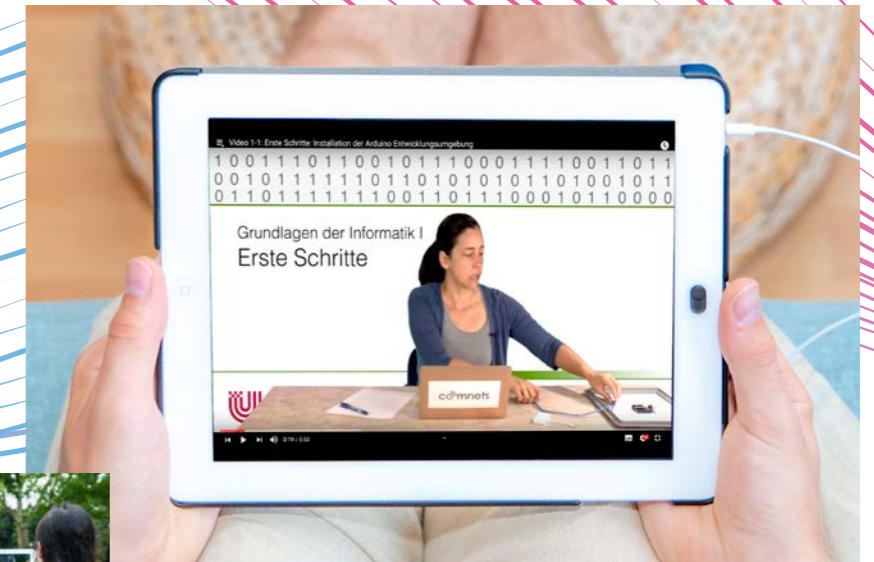 Video 1-1: Erste Schritte: Installation der Arduino Entwicklungsumgebung
1 0 0 1 1 1 0 1 1 0 0 1 0 1 1 1 0 0 0 1 1 1 1 0 0 1 1 0 1 1
0 0 1 0 1 1 1 1 1 0 1 1 0 1 0 1 0 1 0 1 1 0 1 0 0 1 0 1 1
0 1 1 0 1 1 1 1 1 1 1 0 0 1 0 1 1 1 0 0 0 1 0 1 1 0 0 0 0
Grundlagen der Informatik I
Erste Schritte
comnets
0:19 / 5:53